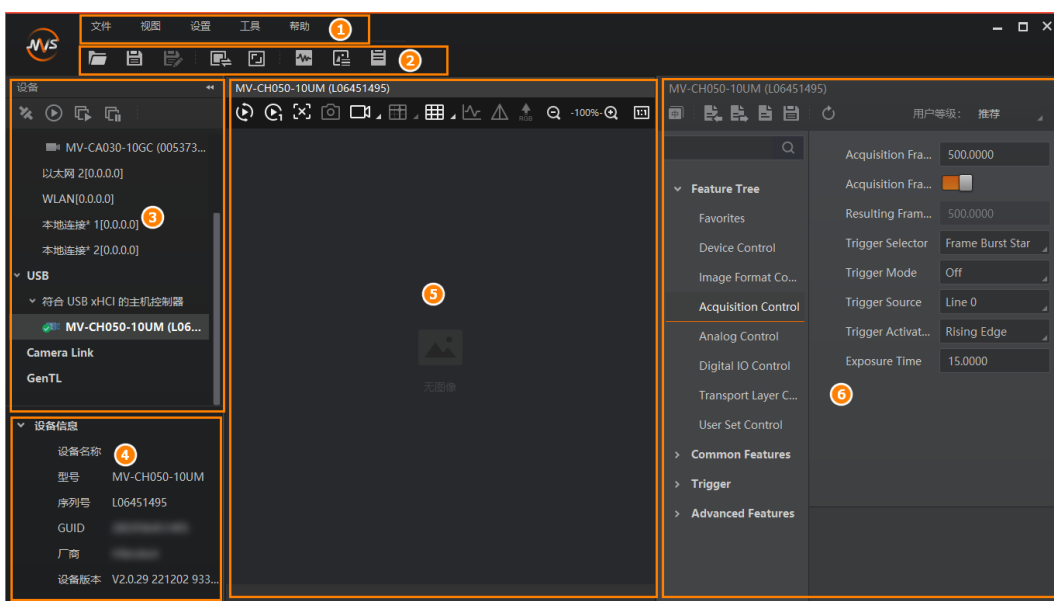 MVS
文件 视图 设置 工具 帮助 1
2
设备
MV-CH050-10UM (L06451495)
MV-CH050-10UM (L06451495)
RGB -100%- 1:1
用户等级: 推荐
MV-CA030-10GC (005373...
以太网 2[0.0.0.0]
WLAN[0.0.0.0]
本地连接* 1[0.0.0.0] 3
本地连接* 2[0.0.0.0]
USB
符合 USB xHCI 的主机控制器
MV-CH050-10UM (L06...
Camera Link
GenTL
设备信息
设备名称 4
型号 MV-CH050-10UM
序列号 L06451495
GUID
厂商
设备版本 V2.0.29 221202 933...
5
无图像
Feature Tree
Favorites
Device Control
Image Format Co...
Acquisition Control
Analog Control
Digital IO Control
Transport Layer C...
User Set Control
Common Features
Trigger
Advanced Features
Acquisition Fra... 500.0000
Acquisition Fra...
Resulting Fram... 500.0000
Trigger Selector Frame Burst Star
Trigger Mode Off
Trigger Source Line 0
Trigger Activat... Rising Edge
Exposure Time 15.0000
6